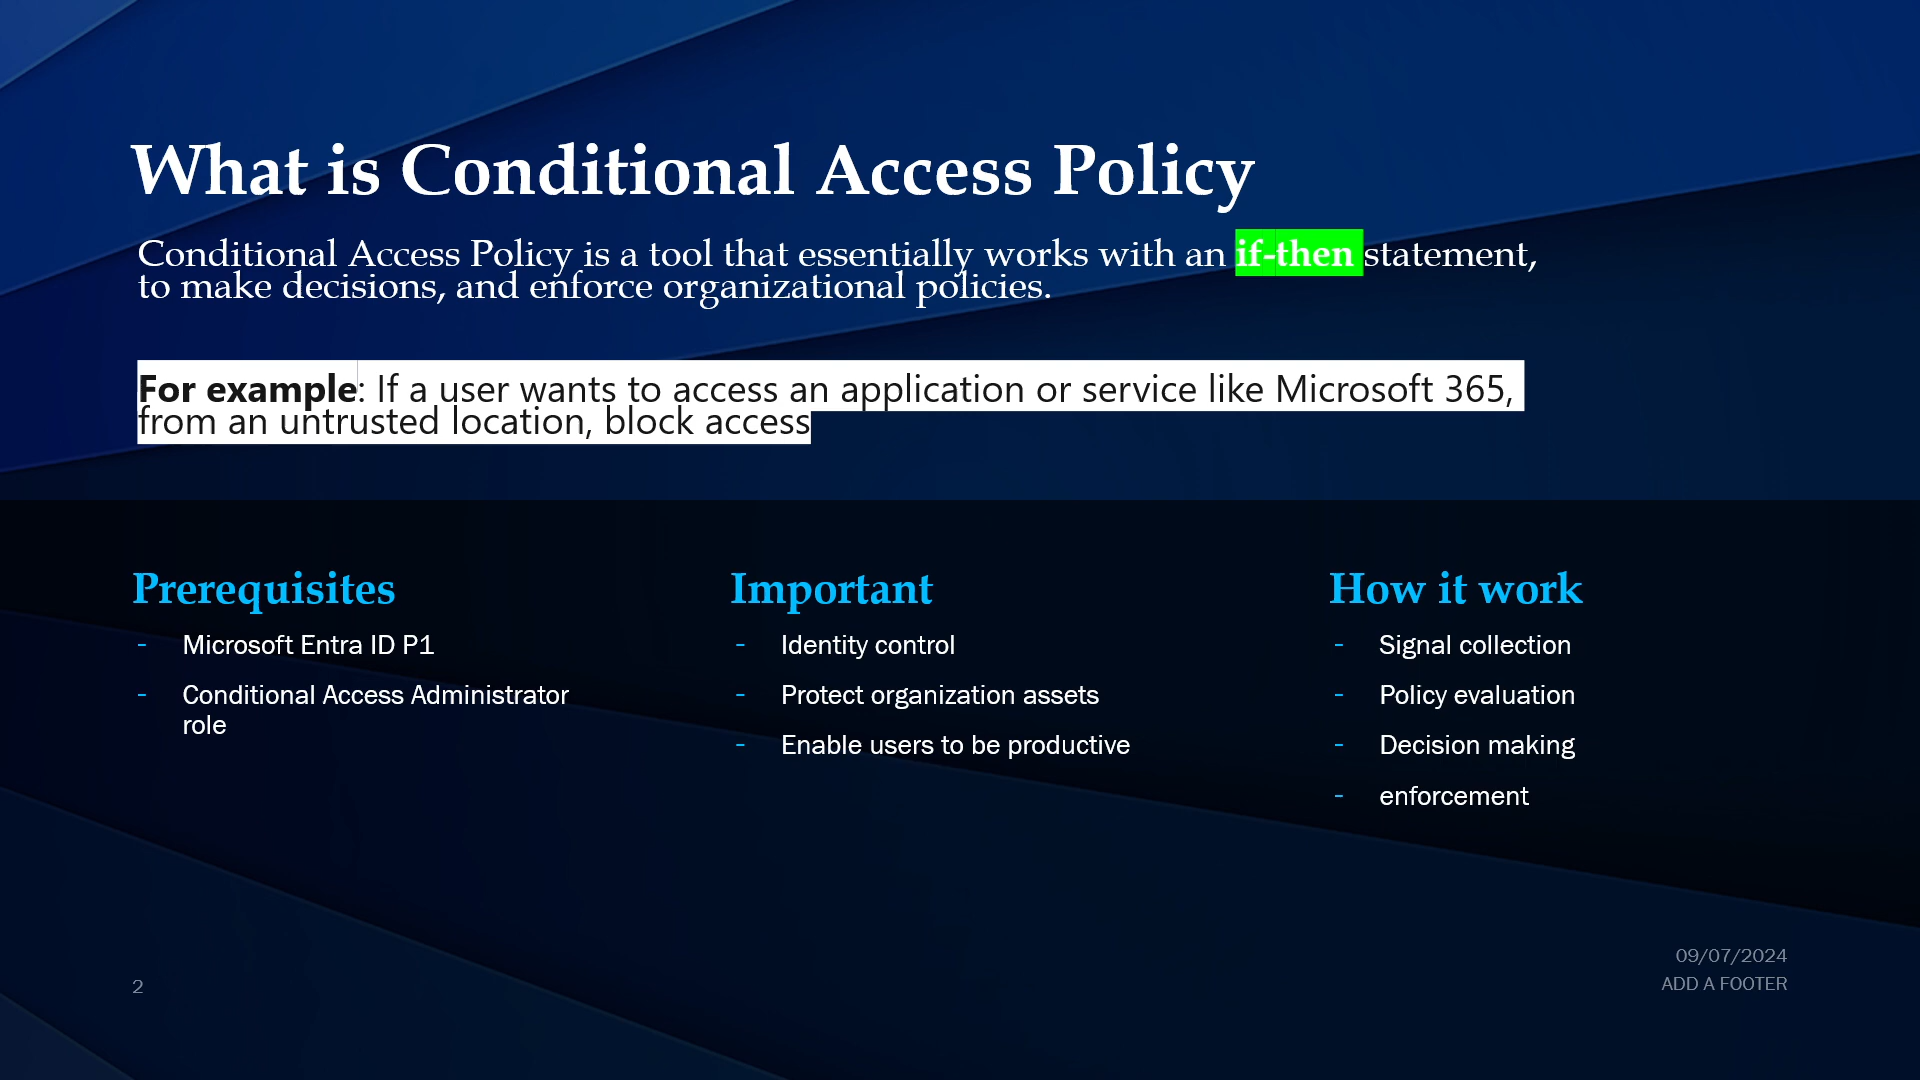 What is Conditional Access Policy
Conditional Access Policy is a tool that essentially works with an if-then statement,
to make decisions, and enforce organizational policies.
For example: If a user wants to access an application or service like Microsoft 365,
from an untrusted location, block access
Prerequisites
- Microsoft Entra ID P1
- Conditional Access Administrator
role
Important
- Identity control
- Protect organization assets
- Enable users to be productive
How it work
- Signal collection
- Policy evaluation
- Decision making
- enforcement
2
09/07/2024
ADD A FOOTER